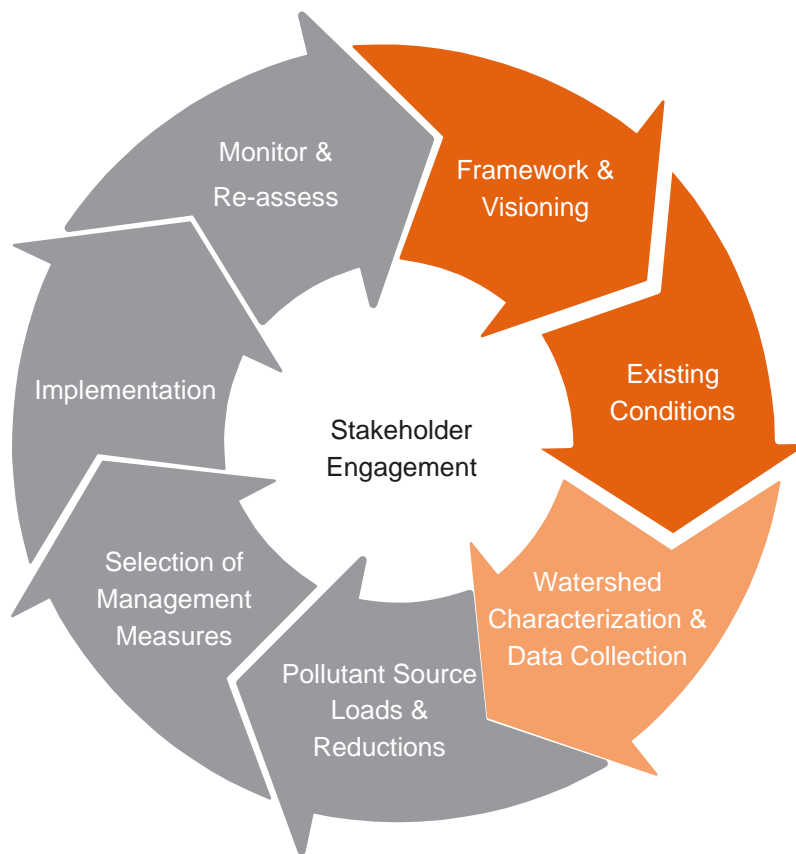 Monitor &
Re-assess
Framework &
Visioning
Existing
Conditions
Watershed
Characterization &
Data Collection
Pollutant Source
Loads &
Reductions
Selection of
Management
Measures
Implementation
Stakeholder
Engagement